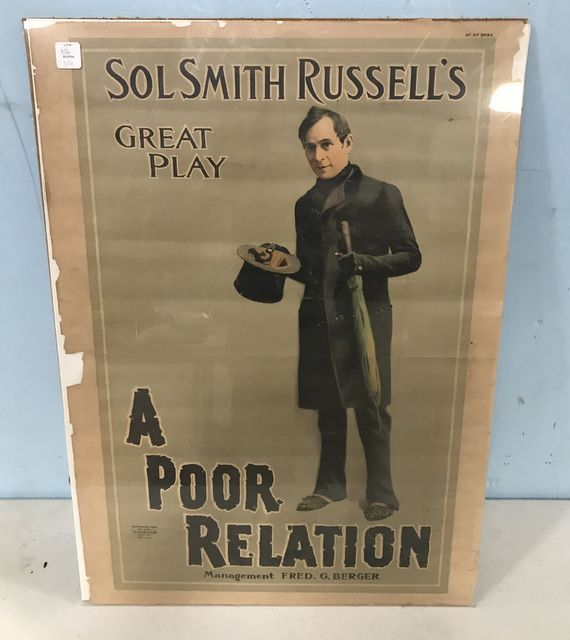 SOL SMITH RUSSELL'S
GREAT
PLAY
A
POOR
RELATION
Management FRED. G. BERGER